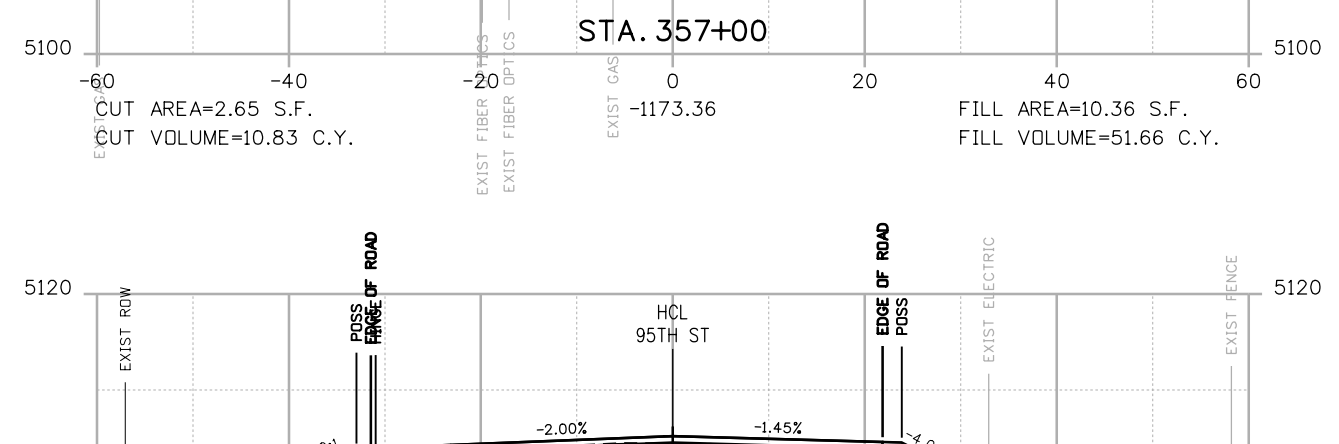 STA. 357+00
5100 5100
-60 -40 -20 0 20 40 60
CUT AREA=2.65 S.F. -1173.36 FILL AREA=10.36 S.F.
CUT VOLUME=10.83 C.Y. FILL VOLUME=51.66 C.Y.
EXIST GAS
EXIST FIBER OPTICS
EXIST FIBER OPTICS
EXIST GAS
5120 5120
EXIST ROW
POSS
EDGE OF ROAD
HINGE
HCL
95TH ST
EDGE OF ROAD
POSS
EXIST ELECTRIC
EXIST FENCE
-2.00% -1.45%